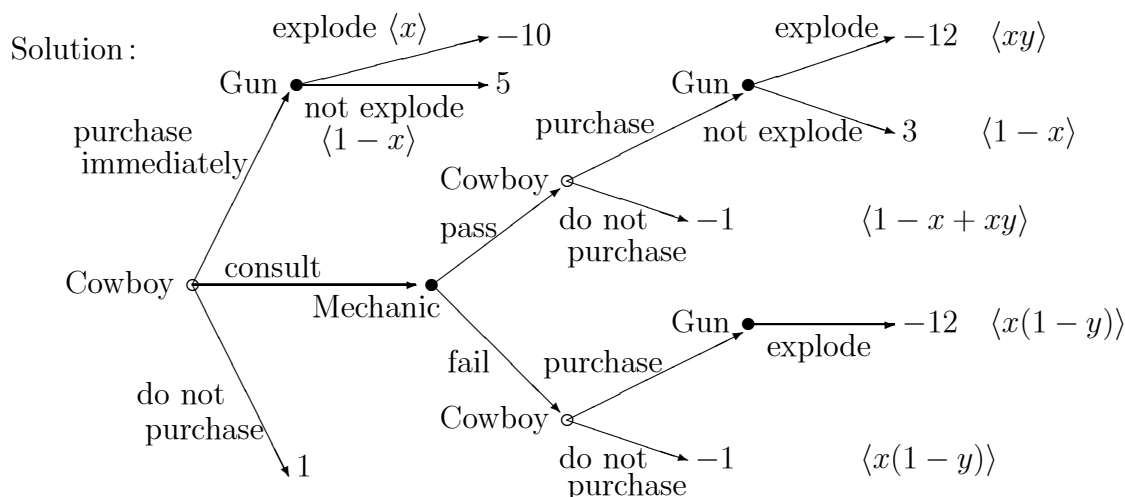 Solution:
explode ⟨x⟩
−10
Gun
5
not explode
⟨1 − x⟩
purchase
immediately
Cowboy
consult
Mechanic
do not
purchase
1
pass
fail
Cowboy
purchase
Gun
explode
−12 ⟨xy⟩
not explode
3 ⟨1 − x⟩
do not
purchase
−1 ⟨1 − x + xy⟩
Cowboy
purchase
Gun
explode
−12 ⟨x(1 − y)⟩
do not
purchase
−1 ⟨x(1 − y)⟩